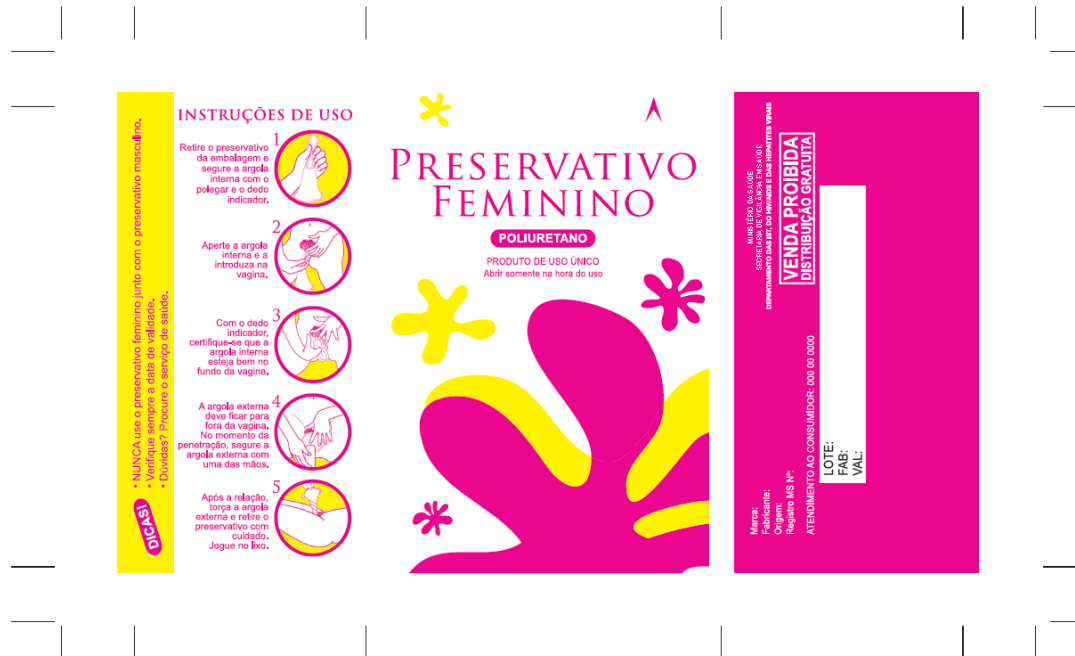 DICAS!
• NUNCA use o preservativo feminino junto com o preservativo masculino.
• Verifique sempre a data de validade.
• Dúvidas? Procure o serviço de saúde.
INSTRUÇÕES DE USO
1
Retire o preservativo
da embalagem e
segure a argola
interna com o
polegar e o dedo
indicador.
2
Aperte a argola
interna e a
introduza na
vagina.
3
Com o dedo
indicador,
certifique-se que a
argola interna
esteja bem no
fundo da vagina.
4
A argola externa
deve ficar para
fora da vagina.
No momento da
penetração, segure a
argola externa com
uma das mãos.
5
Após a relação,
torça a argola
externa e retire o
preservativo com
cuidado.
Jogue no lixo.
PRESERVATIVO
FEMININO
POLIURETANO
PRODUTO DE USO ÚNICO
Abrir somente na hora do uso
MINISTÉRIO DA SAÚDE
SECRETARIA DE VIGILÂNCIA EM SAÚDE
DEPARTAMENTO DAS IST, DO HIV/AIDS E DAS HEPATITES VIRAIS
VENDA PROIBIDA
DISTRIBUIÇÃO GRATUITA
Marca:
Fabricante:
Origem:
Registro MS Nº:
ATENDIMENTO AO CONSUMIDOR: 000 00 0000
LOTE:
FAB:
VAL: